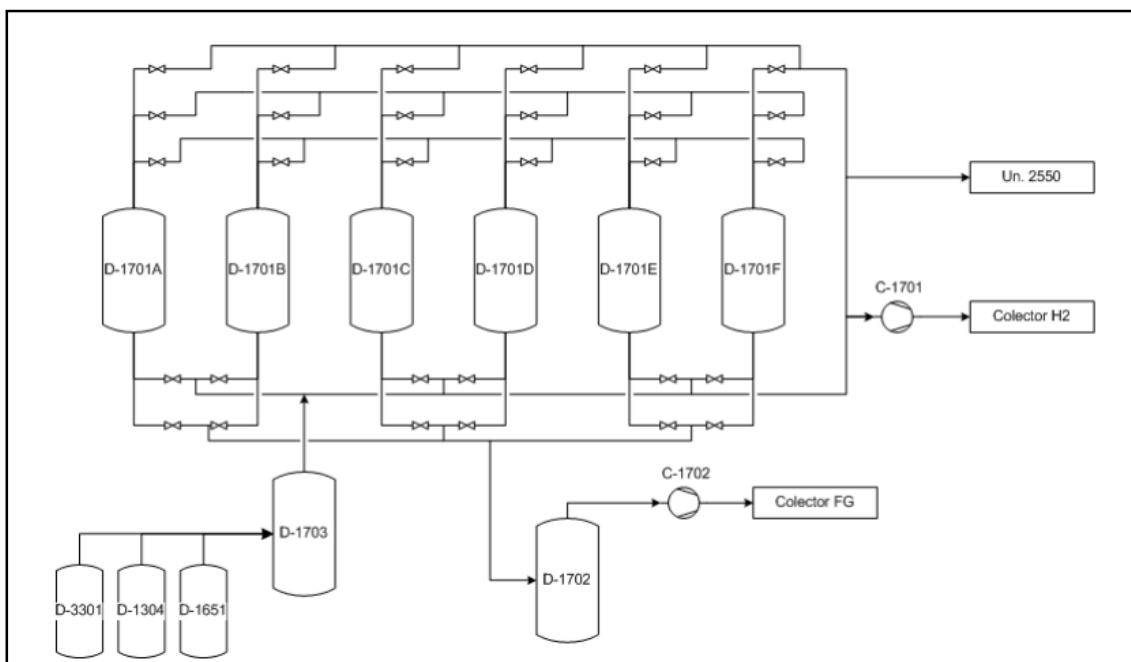 Un. 2550
D-1701A
D-1701B
D-1701C
D-1701D
D-1701E
D-1701F
C-1701
Colector H2
C-1702
Colector FG
D-1703
D-1702
D-3301
D-1304
D-1651